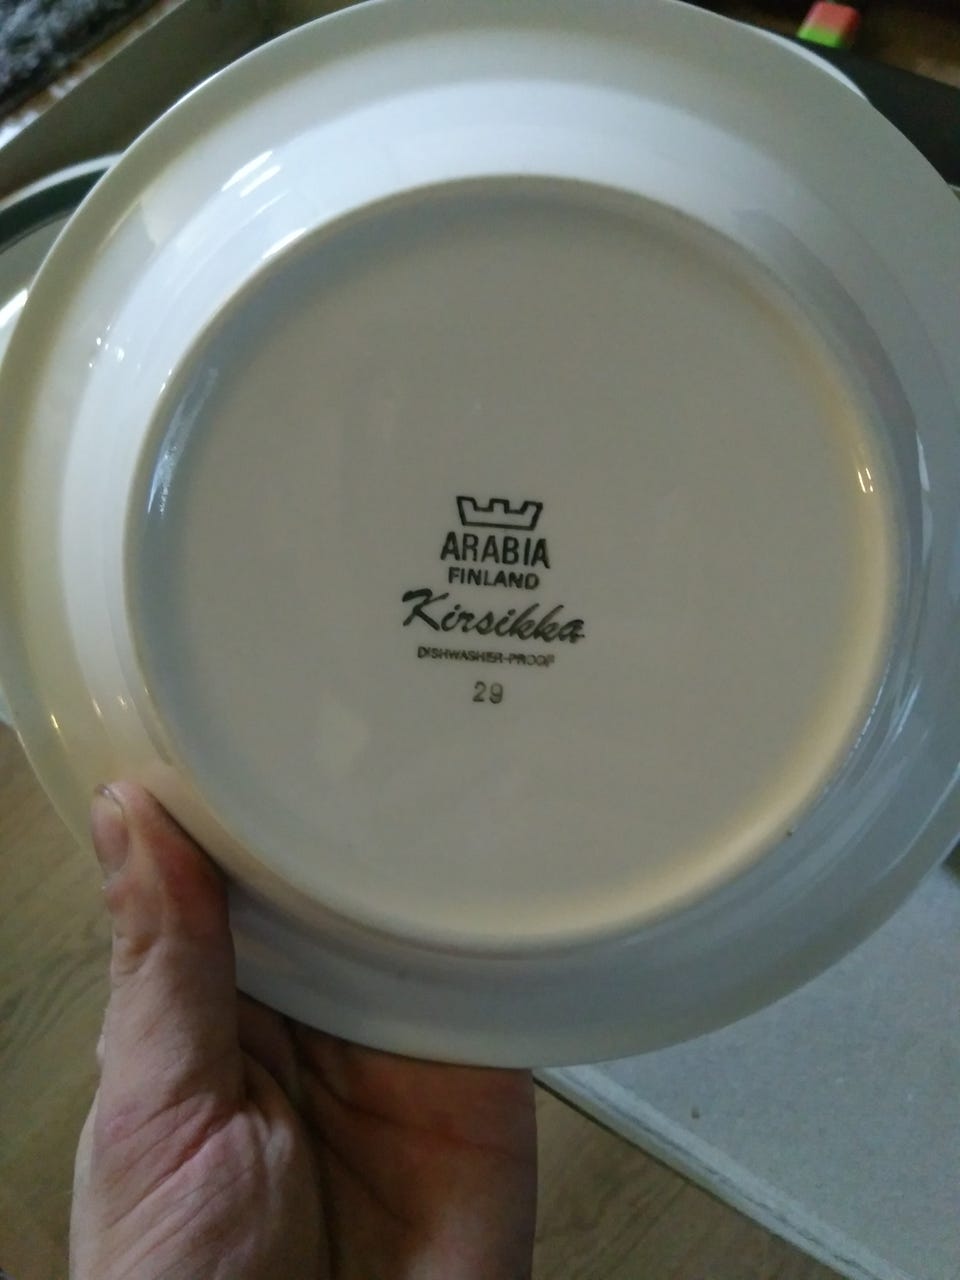 ARABIA
FINLAND
Kirsikka
DISHWASHER-PROOF
29